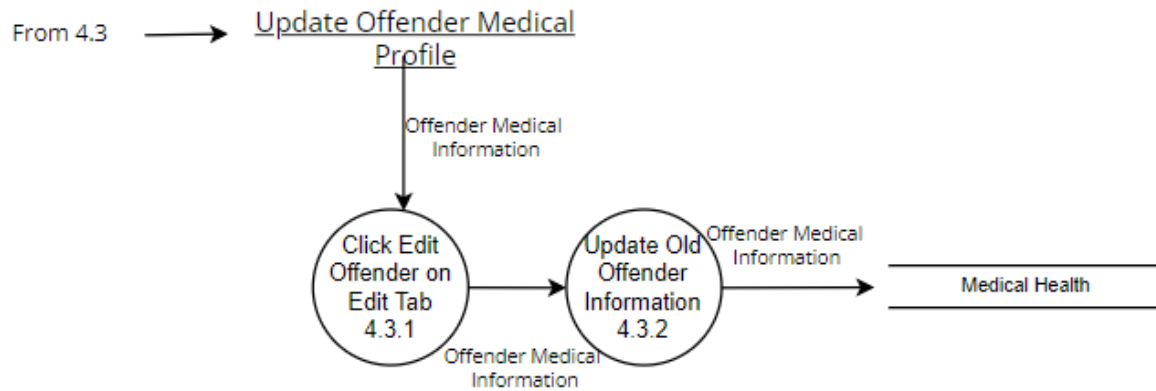 From 4.3
Update Offender Medical
Profile
Offender Medical
Information
Click Edit
Offender on
Edit Tab
4.3.1
Offender Medical
Information
Update Old
Offender
Information
4.3.2
Offender Medical
Information
Medical Health